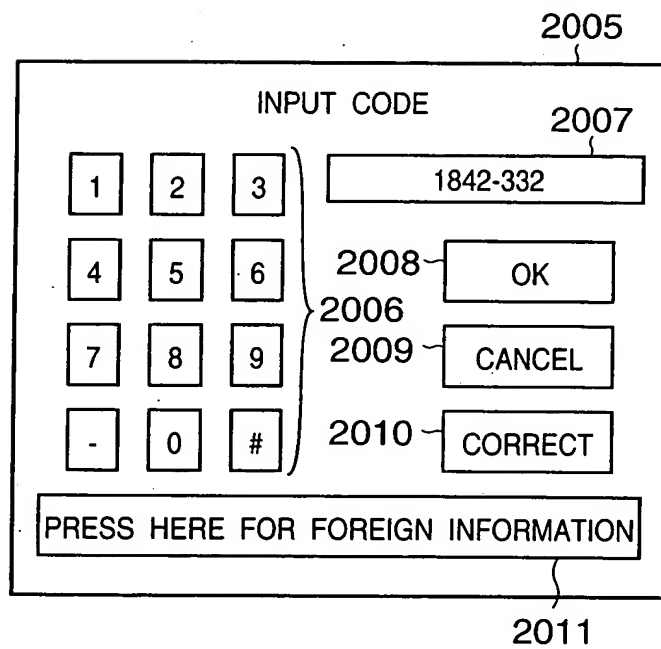 2005
INPUT CODE
2007
1 2 3 1842-332
4 5 6 2008 OK
2006
7 8 9 2009 CANCEL
- 0 # 2010 CORRECT
PRESS HERE FOR FOREIGN INFORMATION
2011